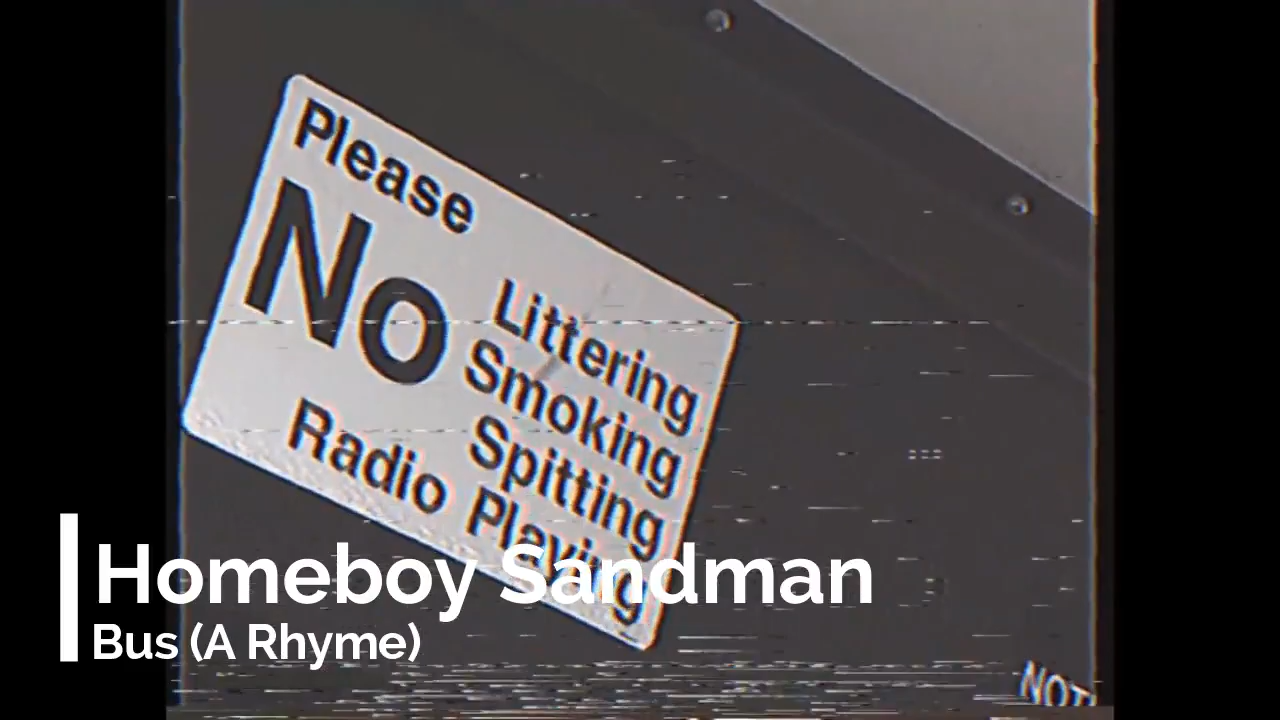 Please
No Littering
Smoking
Spitting
Radio Playing
Homeboy Sandman
Bus (A Rhyme)